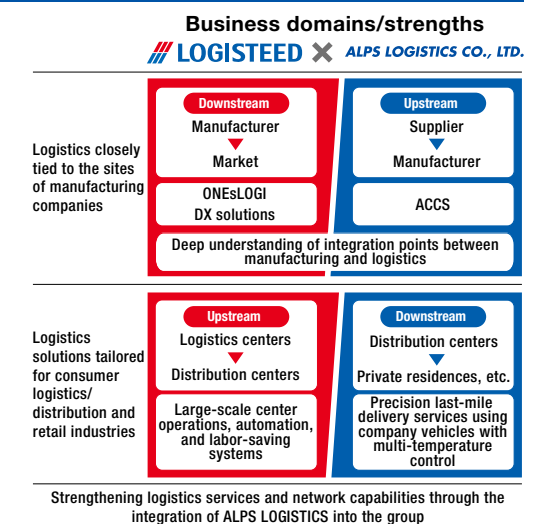 Business domains/strengths
LOGISTEED × ALPS LOGISTICS CO., LTD.
Logistics closely
tied to the sites
of manufacturing
companies
Downstream
Manufacturer
Market
ONEsLOGI
DX solutions
Upstream
Supplier
Manufacturer
ACCS
Deep understanding of integration points between
manufacturing and logistics
Logistics
solutions tailored
for consumer
logistics/
distribution and
retail industries
Upstream
Logistics centers
Distribution centers
Large-scale center
operations, automation,
and labor-saving
systems
Downstream
Distribution centers
Private residences, etc.
Precision last-mile
delivery services using
company vehicles with
multi-temperature
control
Strengthening logistics services and network capabilities through the
integration of ALPS LOGISTICS into the group